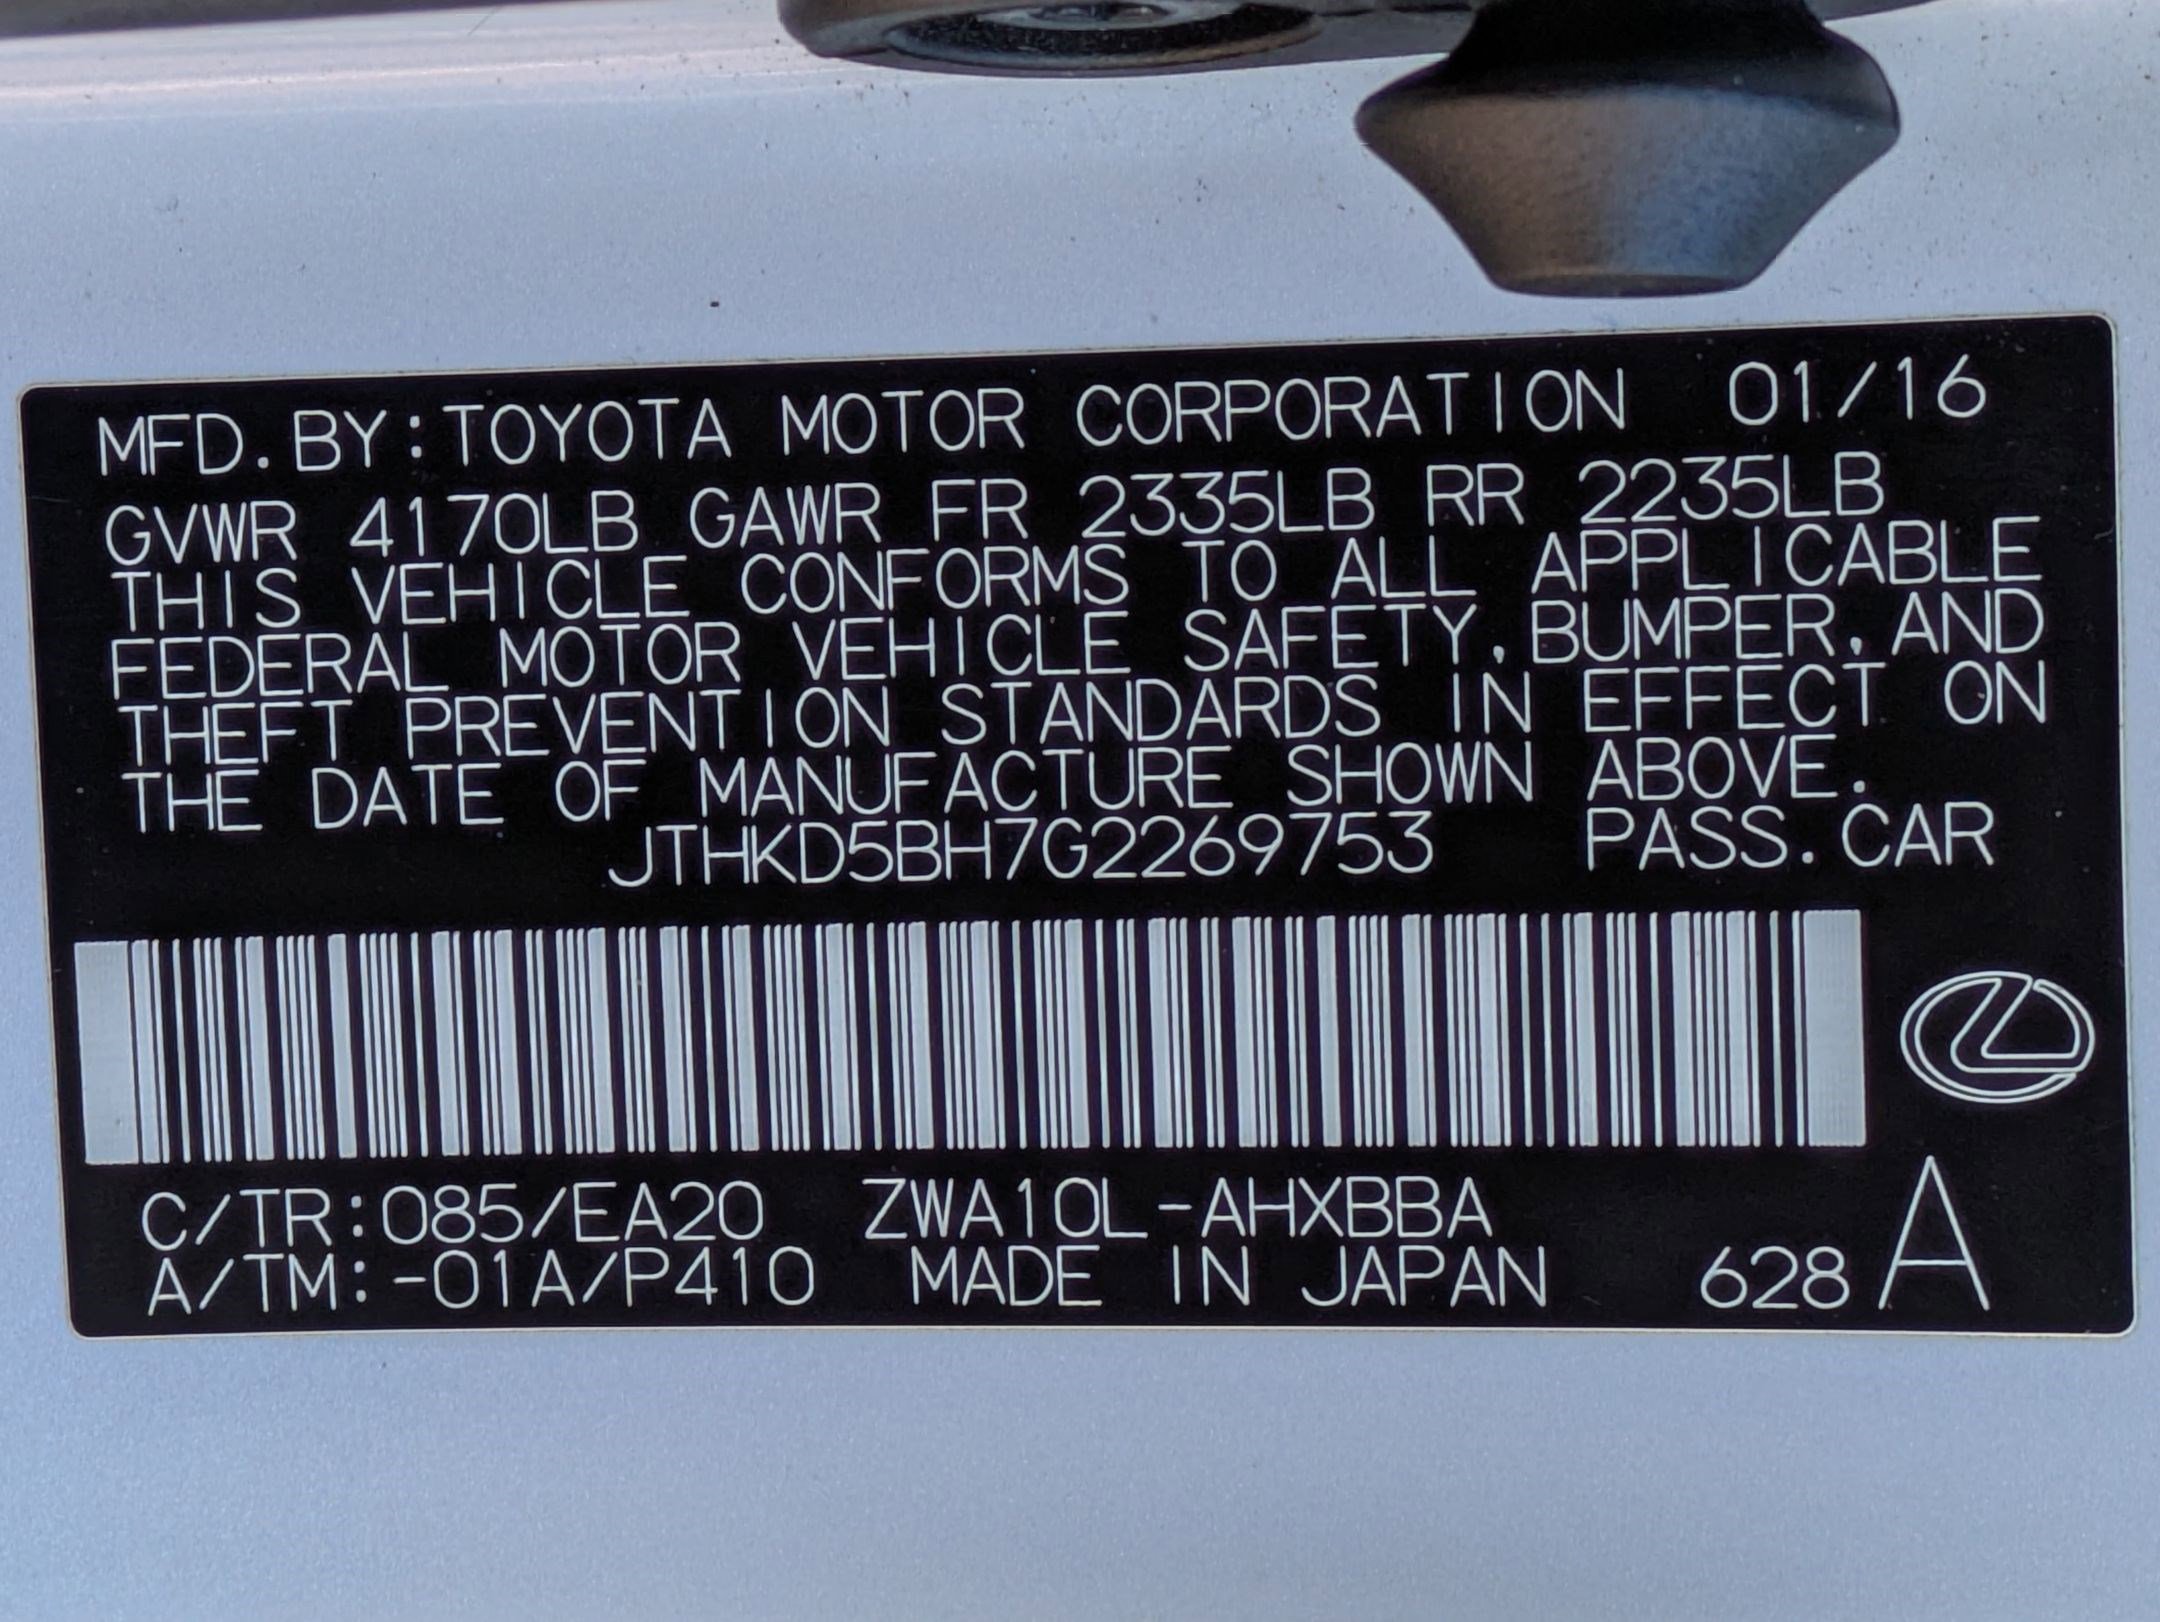 MFD. BY:TOYOTA MOTOR CORPORATION 01/16
GVWR 4170LB GAWR FR 2335LB RR 2235LB
THIS VEHICLE CONFORMS TO ALL APPLICABLE
FEDERAL MOTOR VEHICLE SAFETY, BUMPER, AND
THEFT PREVENTION STANDARDS IN EFFECT ON
THE DATE OF MANUFACTURE SHOWN ABOVE.
JTHKD5BH7G2269753 PASS. CAR
C/TR:085/EA20 ZWA10L-AHXBBA
A/TM:-01A/P410 MADE IN JAPAN 628 A